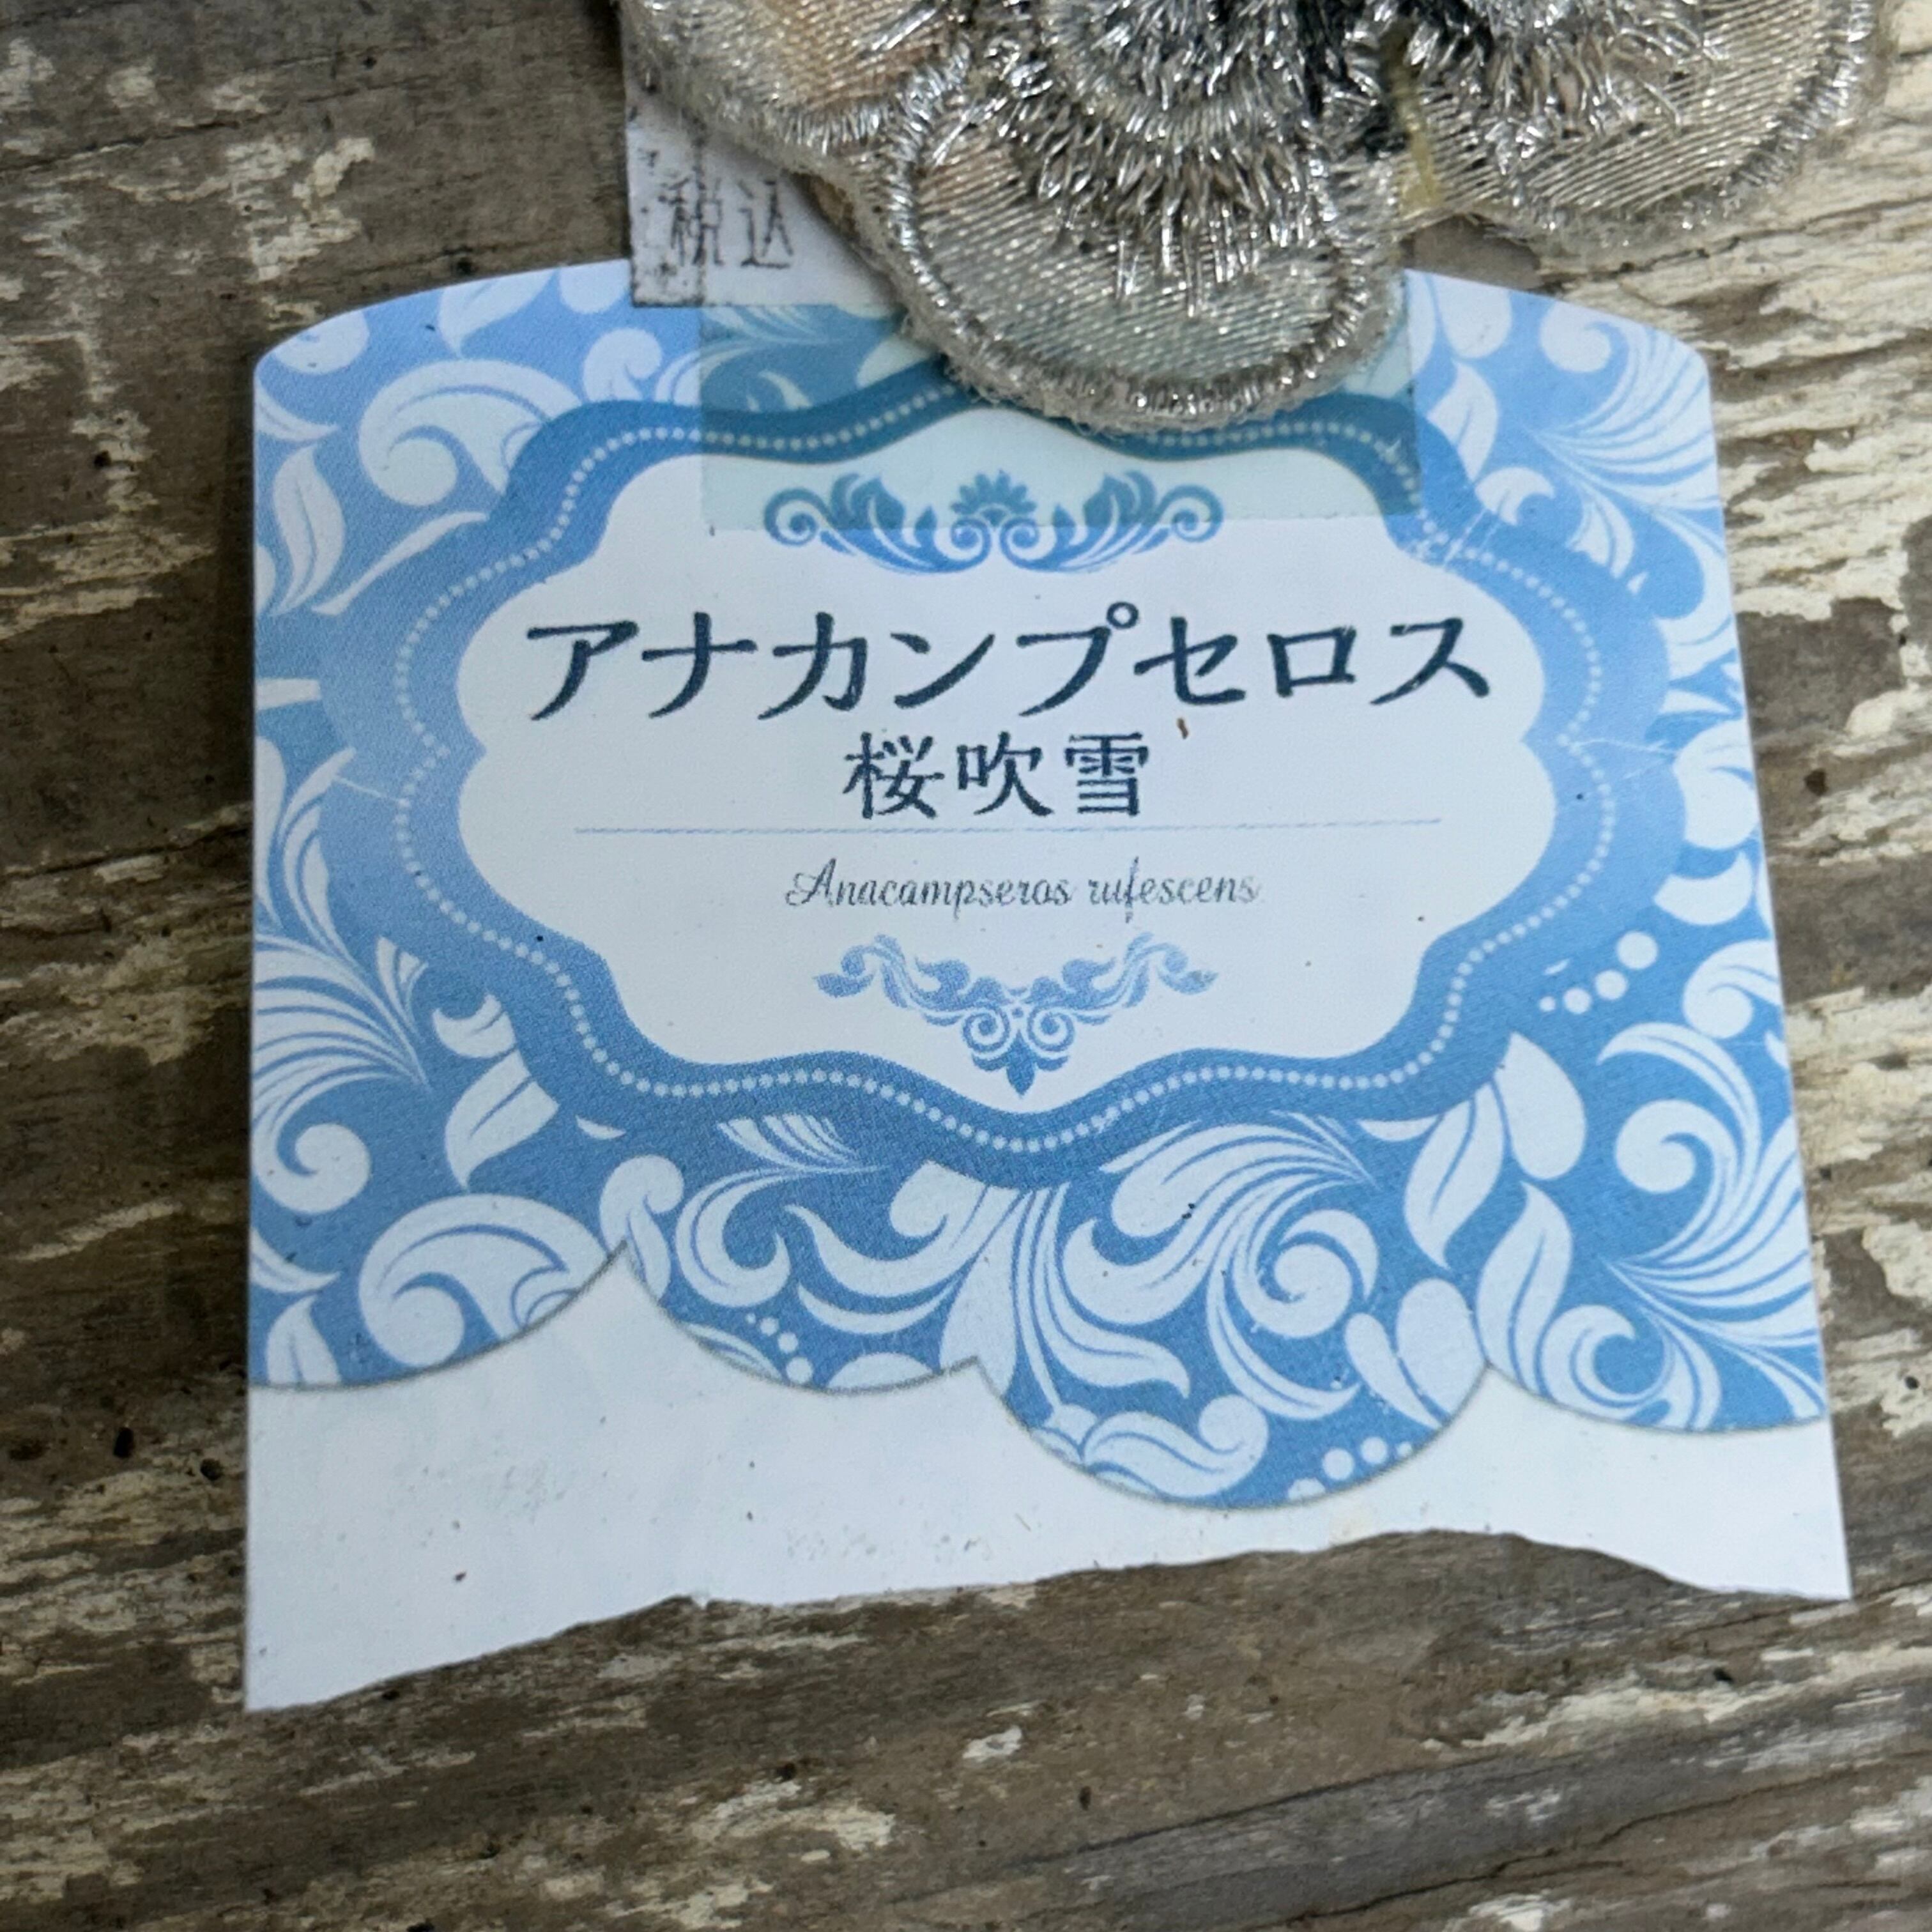 税込
アナカンプセロス
桜吹雪
Anacampseros rufescens